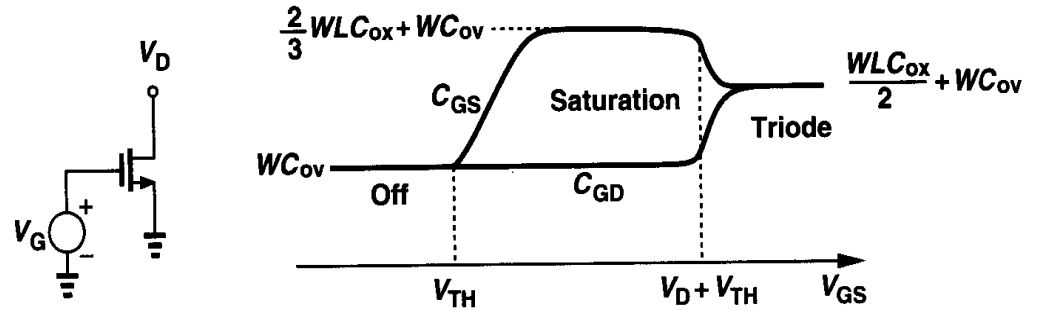 V_D
V_G
+
−
2/3 WLC_ox + WC_ov
C_GS
Saturation
WLC_ox/2 + WC_ov
Triode
WC_ov
Off
C_GD
V_TH
V_D + V_TH
V_GS